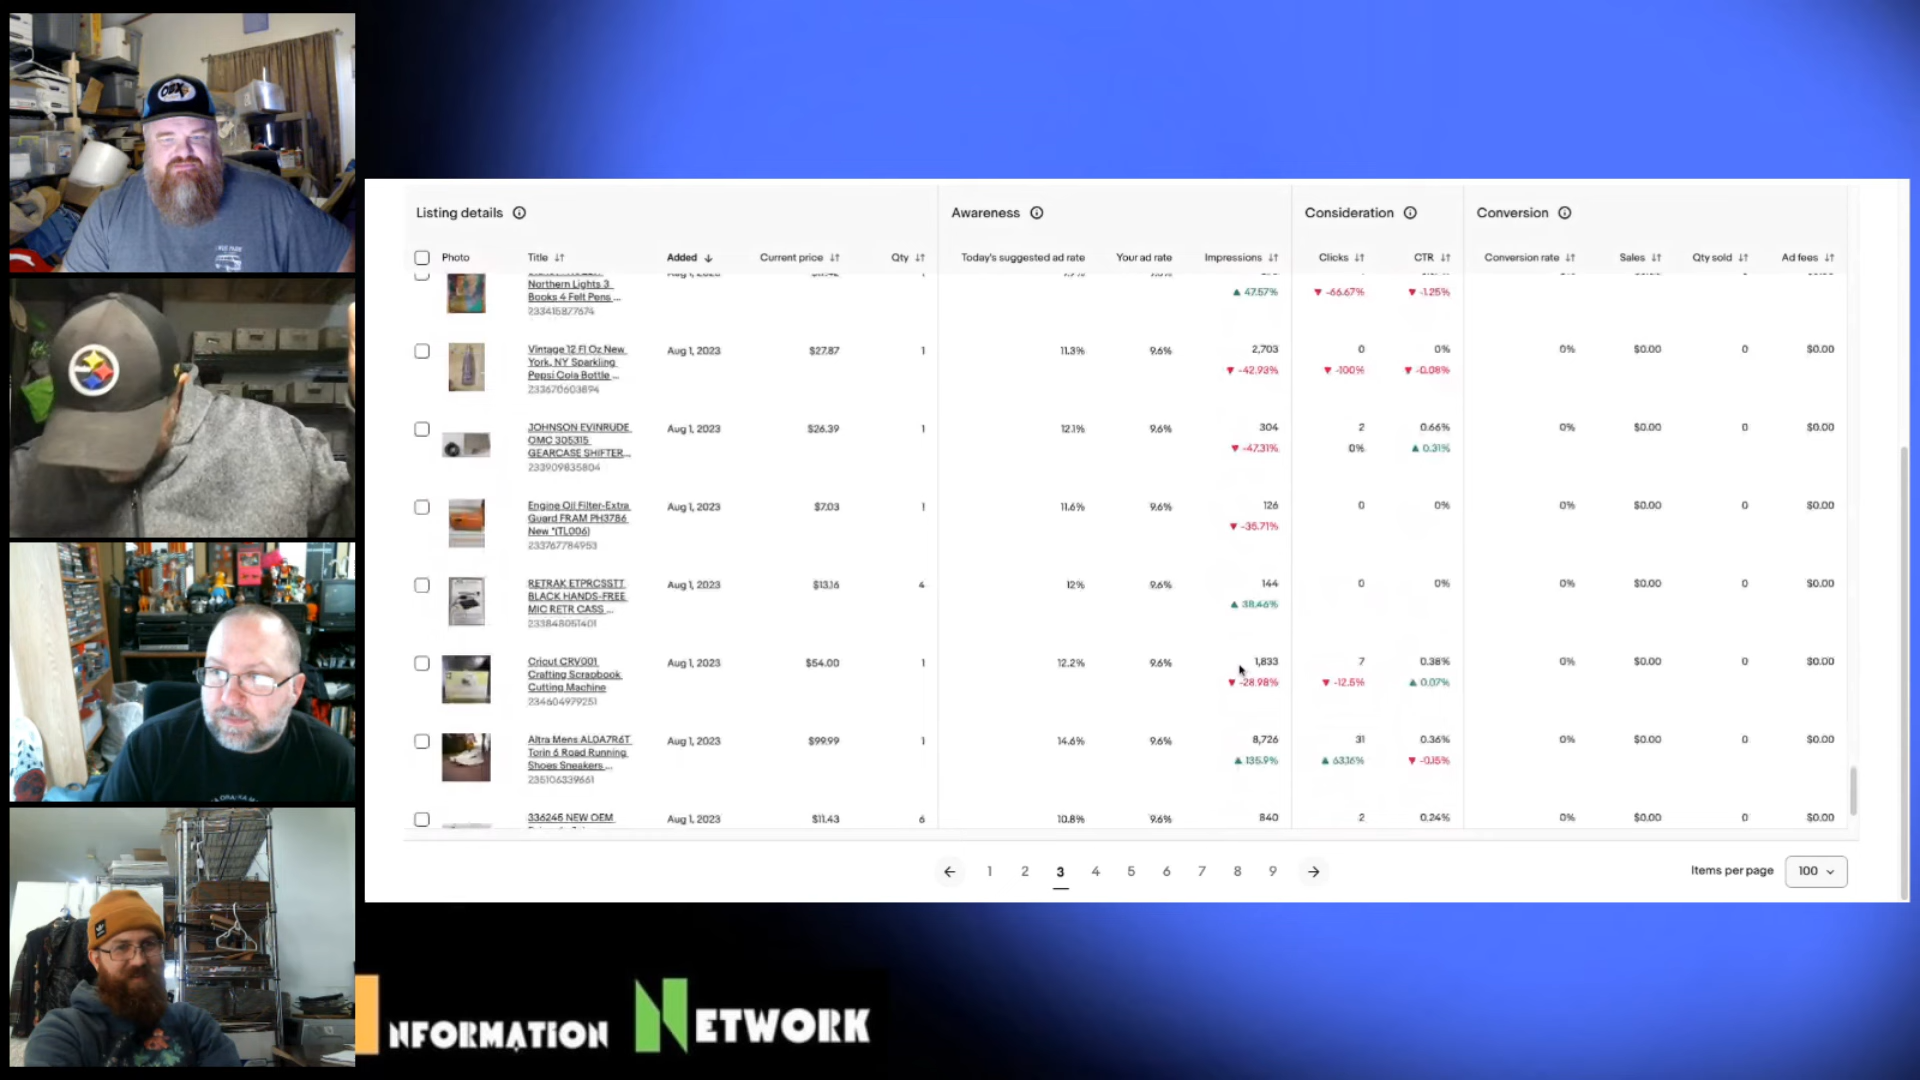 OBX
Listing details
Awareness
Consideration
Conversion
Photo
Title
Added
Current price
Qty
Today's suggested ad rate
Your ad rate
Impressions
Clicks
CTR
Conversion rate
Sales
Qty sold
Ad fees
Northern Lights 3
Books 4 Felt Pens ...
233415877674
47.57%
-66.67%
-1.25%
Vintage 12 Fl Oz New
York, NY Sparkling
Pepsi Cola Bottle ...
233670603894
Aug 1, 2023
$27.87
1
11.3%
9.6%
2,703
-42.93%
0
-100%
0%
-0.08%
0%
$0.00
0
$0.00
JOHNSON EVINRUDE
OMC 305315
GEARCASE SHIFTER...
233909835804
Aug 1, 2023
$26.39
1
12.1%
9.6%
304
-47.31%
2
0%
0.66%
0.31%
0%
$0.00
0
$0.00
Engine Oil Filter-Extra
Guard FRAM PH3786
New *(TL006)
233767784953
Aug 1, 2023
$7.03
1
11.6%
9.6%
126
-35.71%
0
0%
0%
$0.00
0
$0.00
RETRAK ETPRCSSTT
BLACK HANDS-FREE
MIC RETR CASS ...
233848051401
Aug 1, 2023
$13.16
4
12%
9.6%
144
38.46%
0
0%
0%
$0.00
0
$0.00
Cricut CRV001
Crafting Scrapbook
Cutting Machine
234604979251
Aug 1, 2023
$54.00
1
12.2%
9.6%
1,833
-28.98%
7
-12.5%
0.38%
0.07%
0%
$0.00
0
$0.00
Altra Mens AL0A7R6T
Torin 6 Road Running
Shoes Sneakers ...
235106339661
Aug 1, 2023
$99.99
1
14.6%
9.6%
8,726
135.9%
31
63.16%
0.36%
-0.15%
0%
$0.00
0
$0.00
336245 NEW OEM
Aug 1, 2023
$11.43
6
10.8%
9.6%
840
2
0.24%
0%
$0.00
0
$0.00
1 2 3 4 5 6 7 8 9
Items per page
100
INFORMATION NETWORK